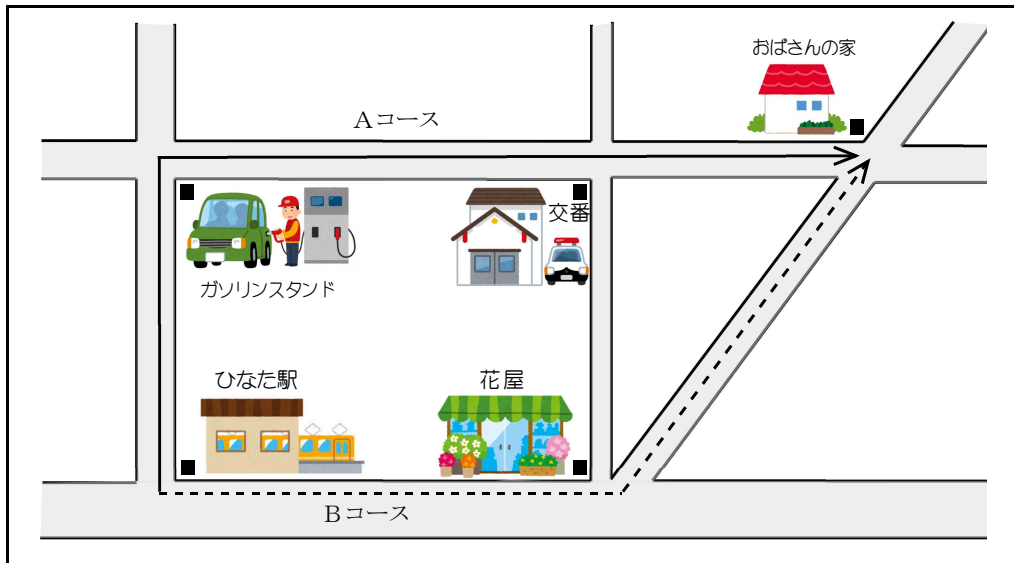 おばさんの家
Aコース
交番
ガソリンスタンド
ひなた駅
花屋
Bコース